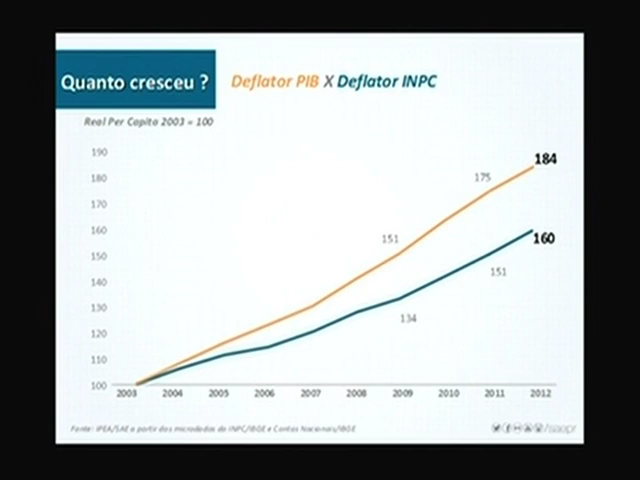 Quanto cresceu ?
Deflator PIB X Deflator INPC
Real Per Capita 2003 = 100
190
180
170
160
150
140
130
120
110
100
184
175
151
160
151
134
2003 2004 2005 2006 2007 2008 2009 2010 2011 2012
Fonte: IPEA/SAE a partir dos microdados do INPC/IBGE e Contas Nacionais/IBGE
/saepr